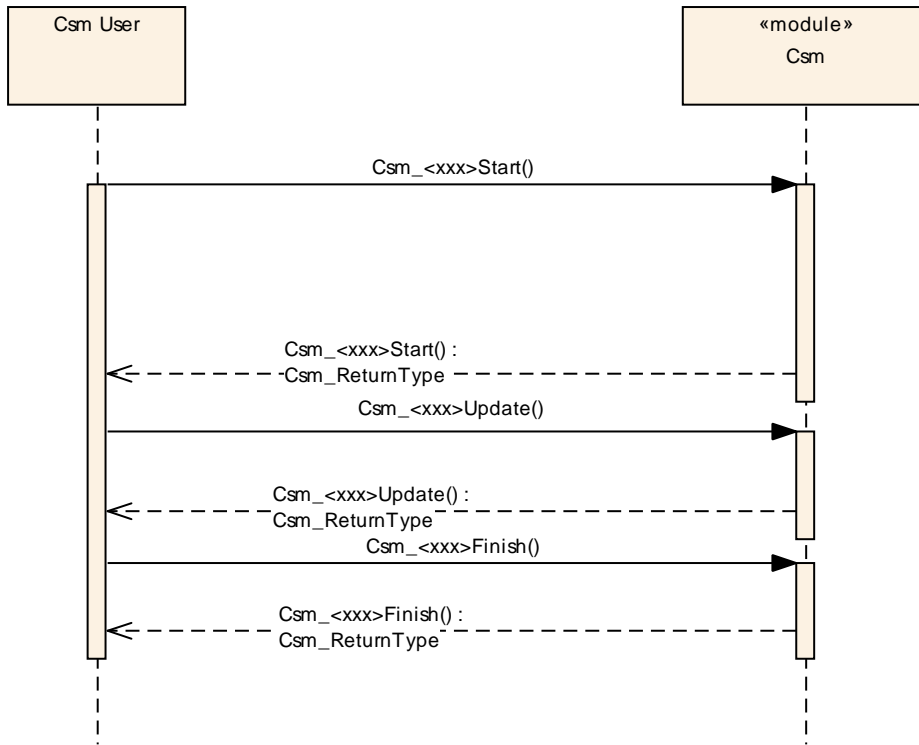 Csm User
«module»
Csm
Csm_<xxx>Start()
Csm_<xxx>Start() :
Csm_ReturnType
Csm_<xxx>Update()
Csm_<xxx>Update() :
Csm_ReturnType
Csm_<xxx>Finish()
Csm_<xxx>Finish() :
Csm_ReturnType